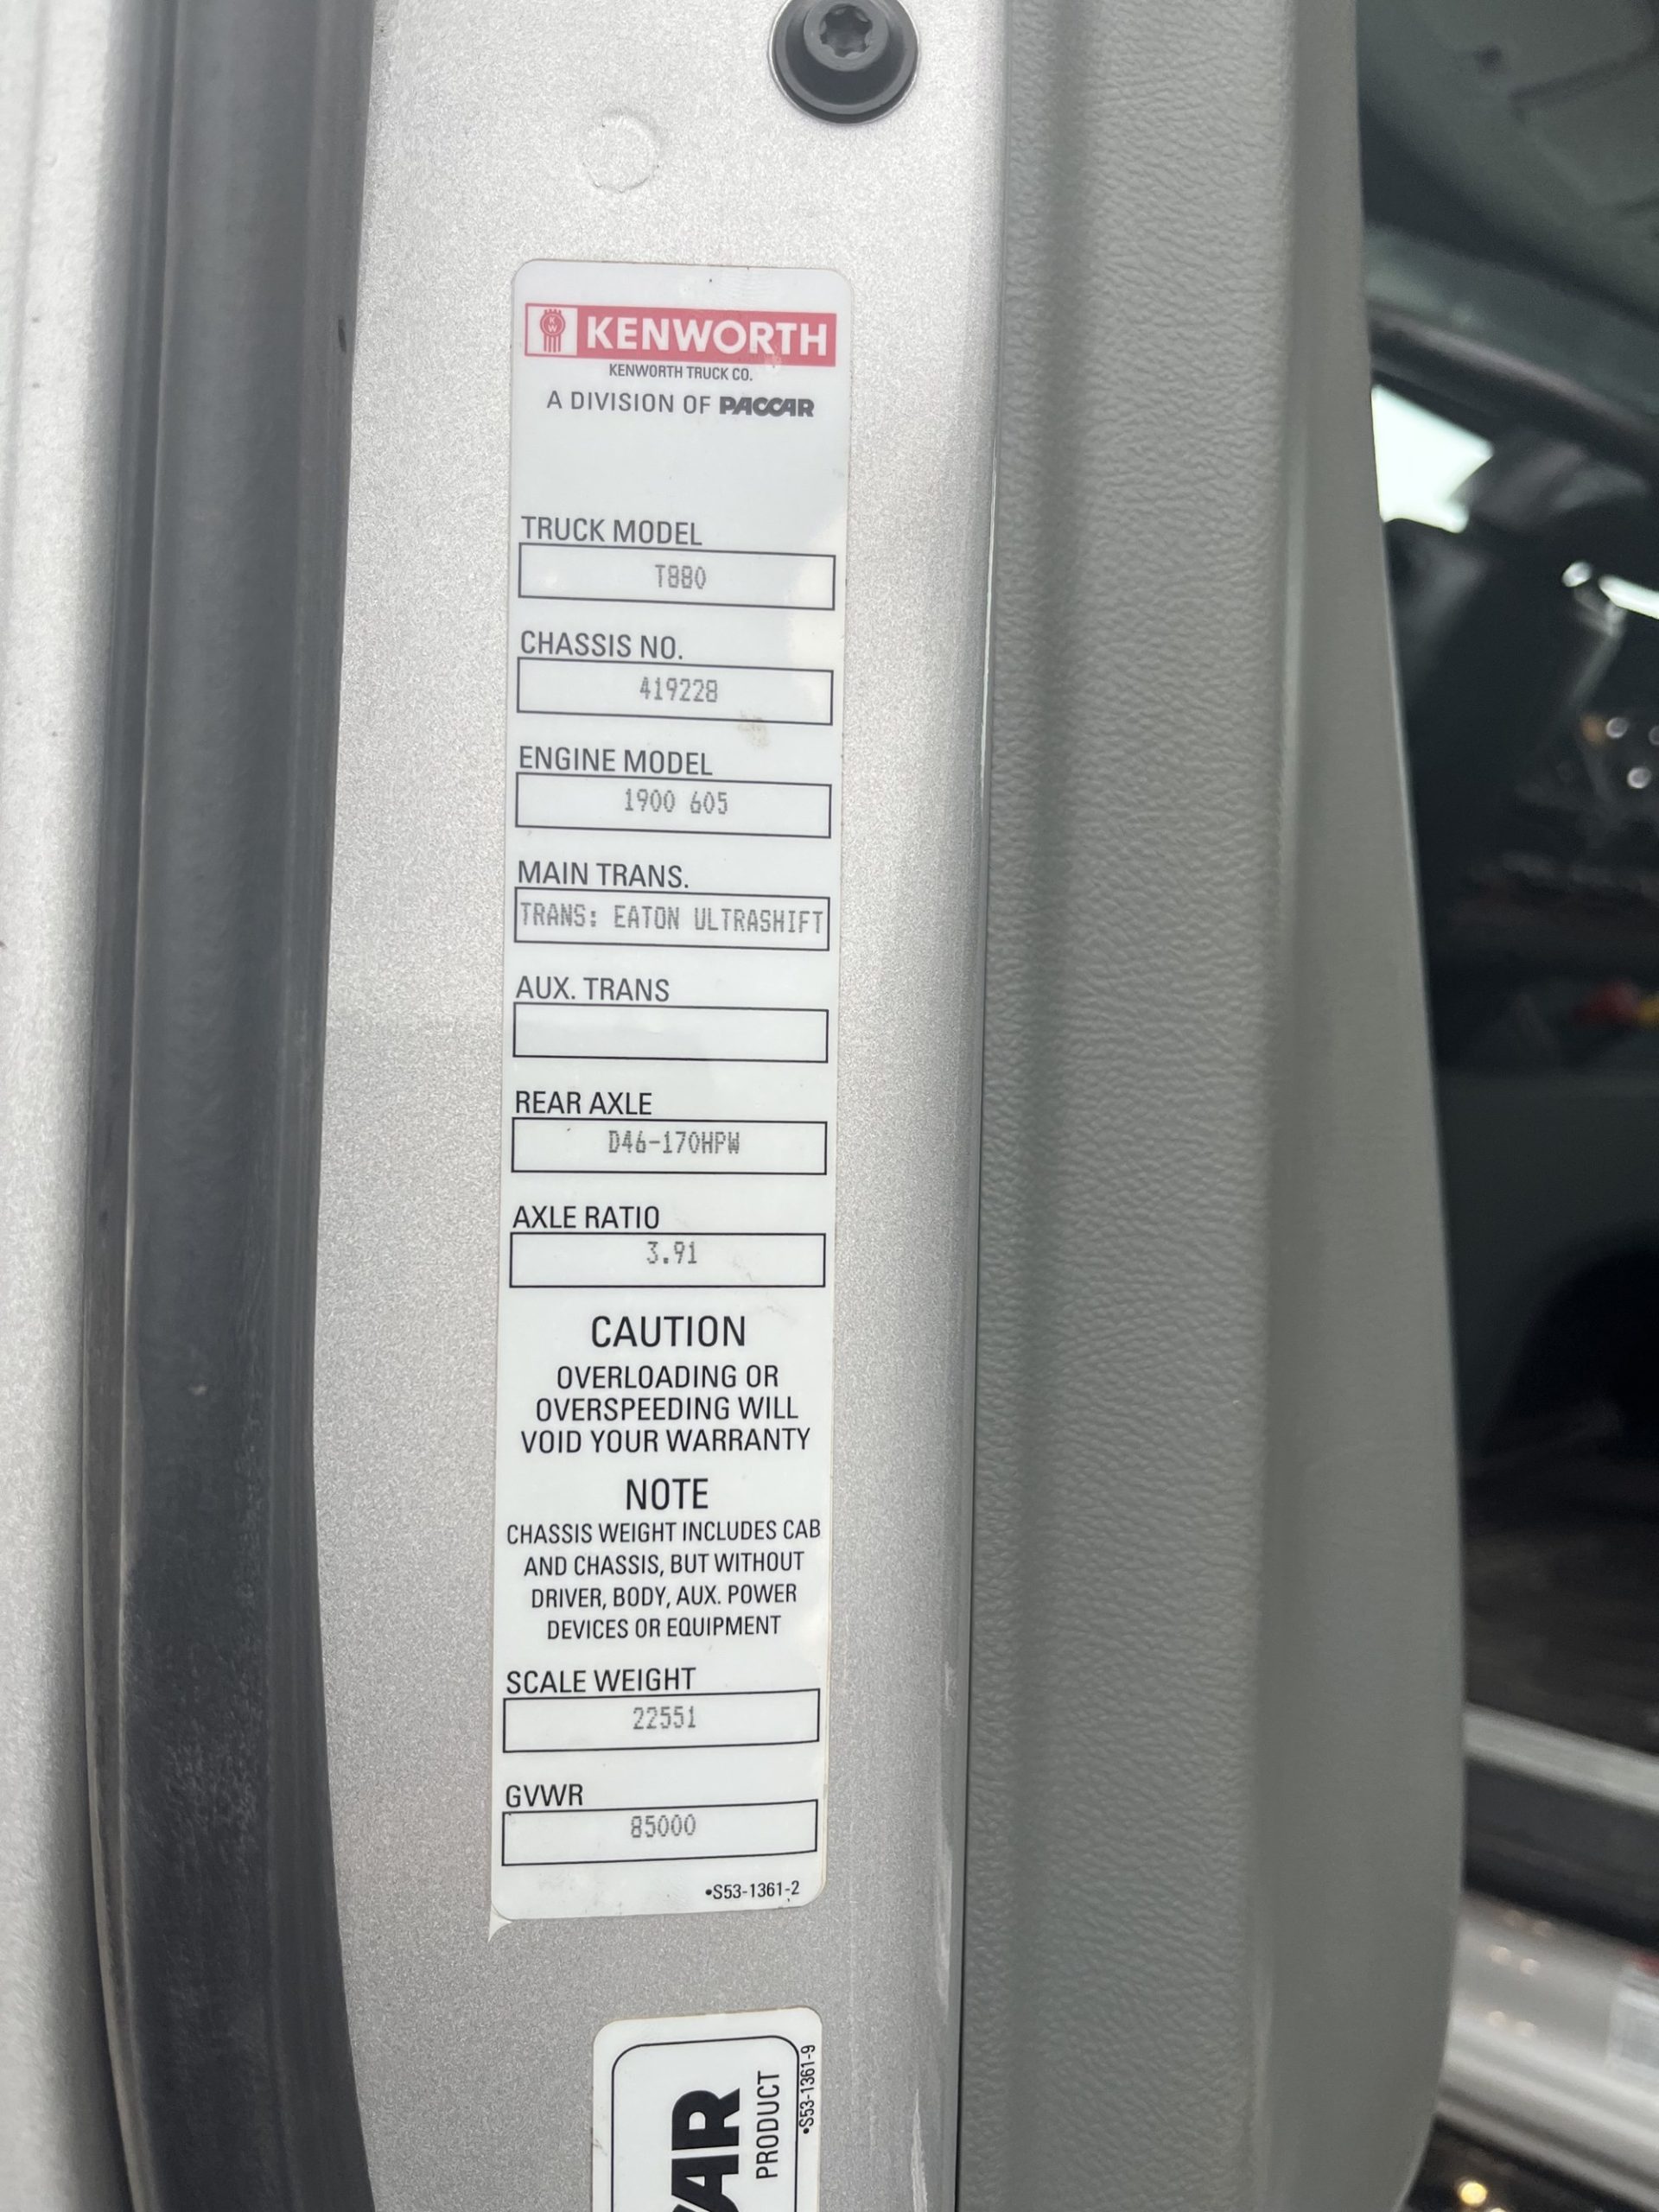 KW KENWORTH
KENWORTH TRUCK CO.
A DIVISION OF PACCAR
TRUCK MODEL
T880
CHASSIS NO.
419228
ENGINE MODEL
1900 605
MAIN TRANS.
TRANS: EATON ULTRASHIFT
AUX. TRANS
REAR AXLE
D46-170HPW
AXLE RATIO
3.91
CAUTION
OVERLOADING OR
OVERSPEEDING WILL
VOID YOUR WARRANTY
NOTE
CHASSIS WEIGHT INCLUDES CAB
AND CHASSIS, BUT WITHOUT
DRIVER, BODY, AUX. POWER
DEVICES OR EQUIPMENT
SCALE WEIGHT
22551
GVWR
85000
•S53-1361-2
PRODUCT
•S53-1361-9